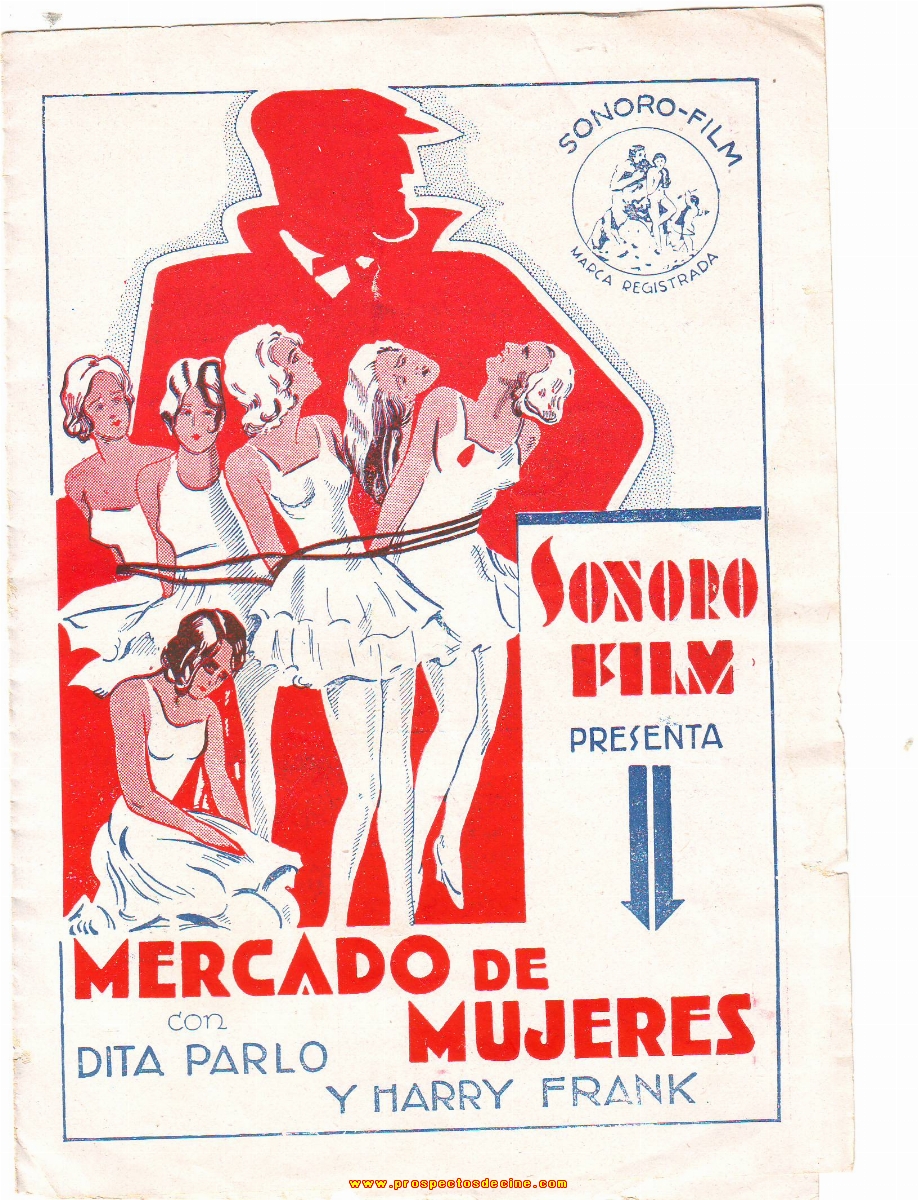 SONORO-FILM
MARCA REGISTRADA
SONORO
FILM
PRESENTA
MERCADO DE
MUJERES
con
DITA PARLO
Y HARRY FRANK
www.prospectosdecine.com